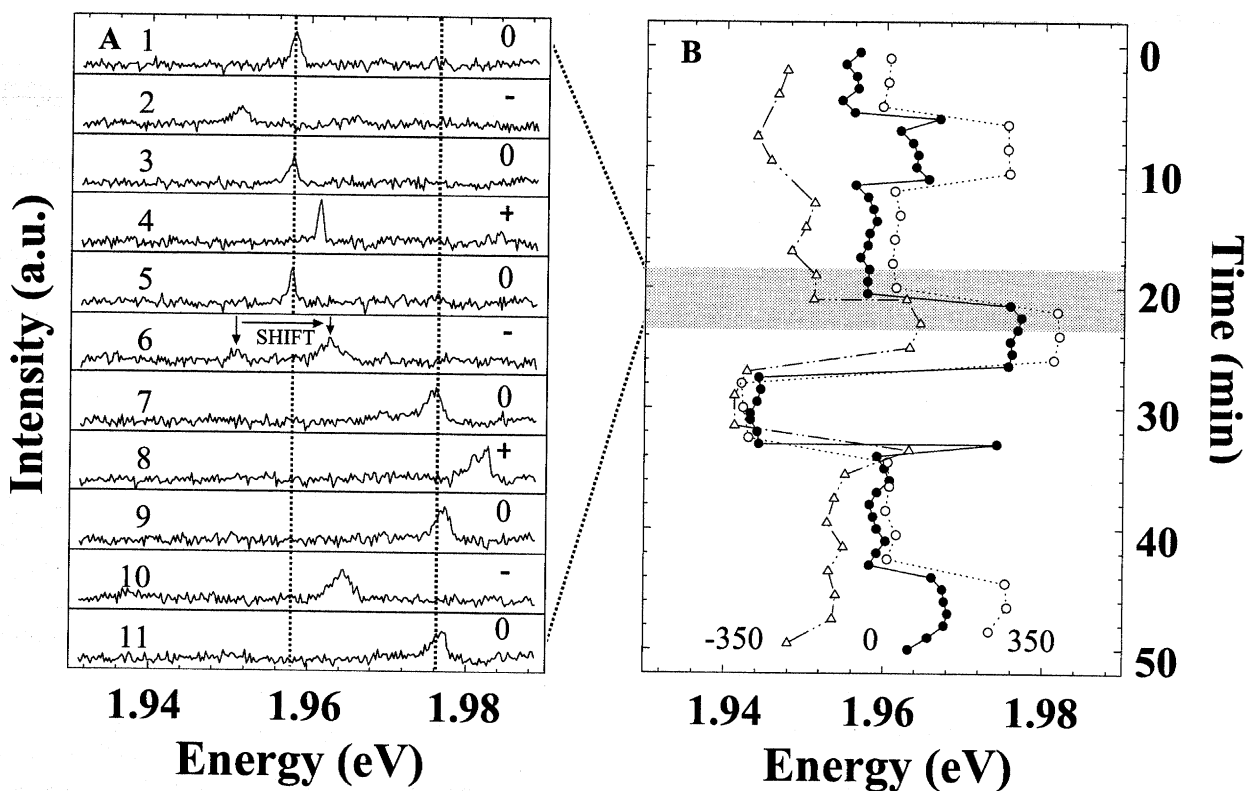 A 1 0
2 -
3 0
4 +
5 0
6 SHIFT -
7 0
8 +
9 0
10 -
11 0
Intensity (a.u.)
1.94 1.96 1.98
Energy (eV)
B
-350 0 350
0
10
20
30
40
50
Time (min)
1.94 1.96 1.98
Energy (eV)